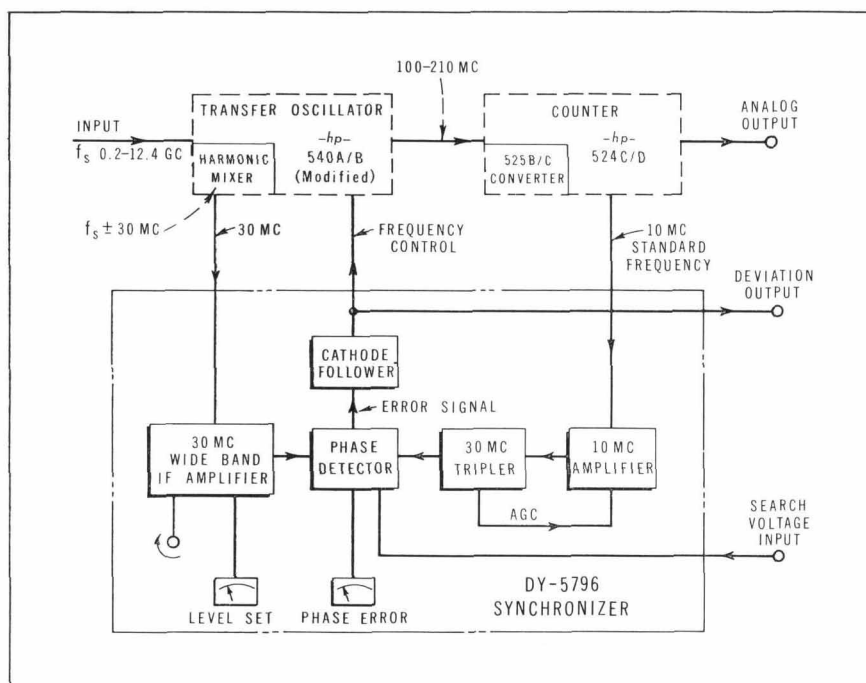 100–210 MC
TRANSFER OSCILLATOR
COUNTER
ANALOG
OUTPUT
INPUT
fs 0.2–12.4 GC
HARMONIC
MIXER
-hp-
540A/B
(Modified)
525B/C
CONVERTER
-hp-
524C/D
fs ± 30 MC
30 MC
FREQUENCY
CONTROL
10 MC
STANDARD
FREQUENCY
DEVIATION
OUTPUT
CATHODE
FOLLOWER
ERROR SIGNAL
30 MC
WIDE BAND
IF AMPLIFIER
PHASE
DETECTOR
30 MC
TRIPLER
10 MC
AMPLIFIER
AGC
SEARCH
VOLTAGE
INPUT
LEVEL SET
PHASE ERROR
DY-5796
SYNCHRONIZER